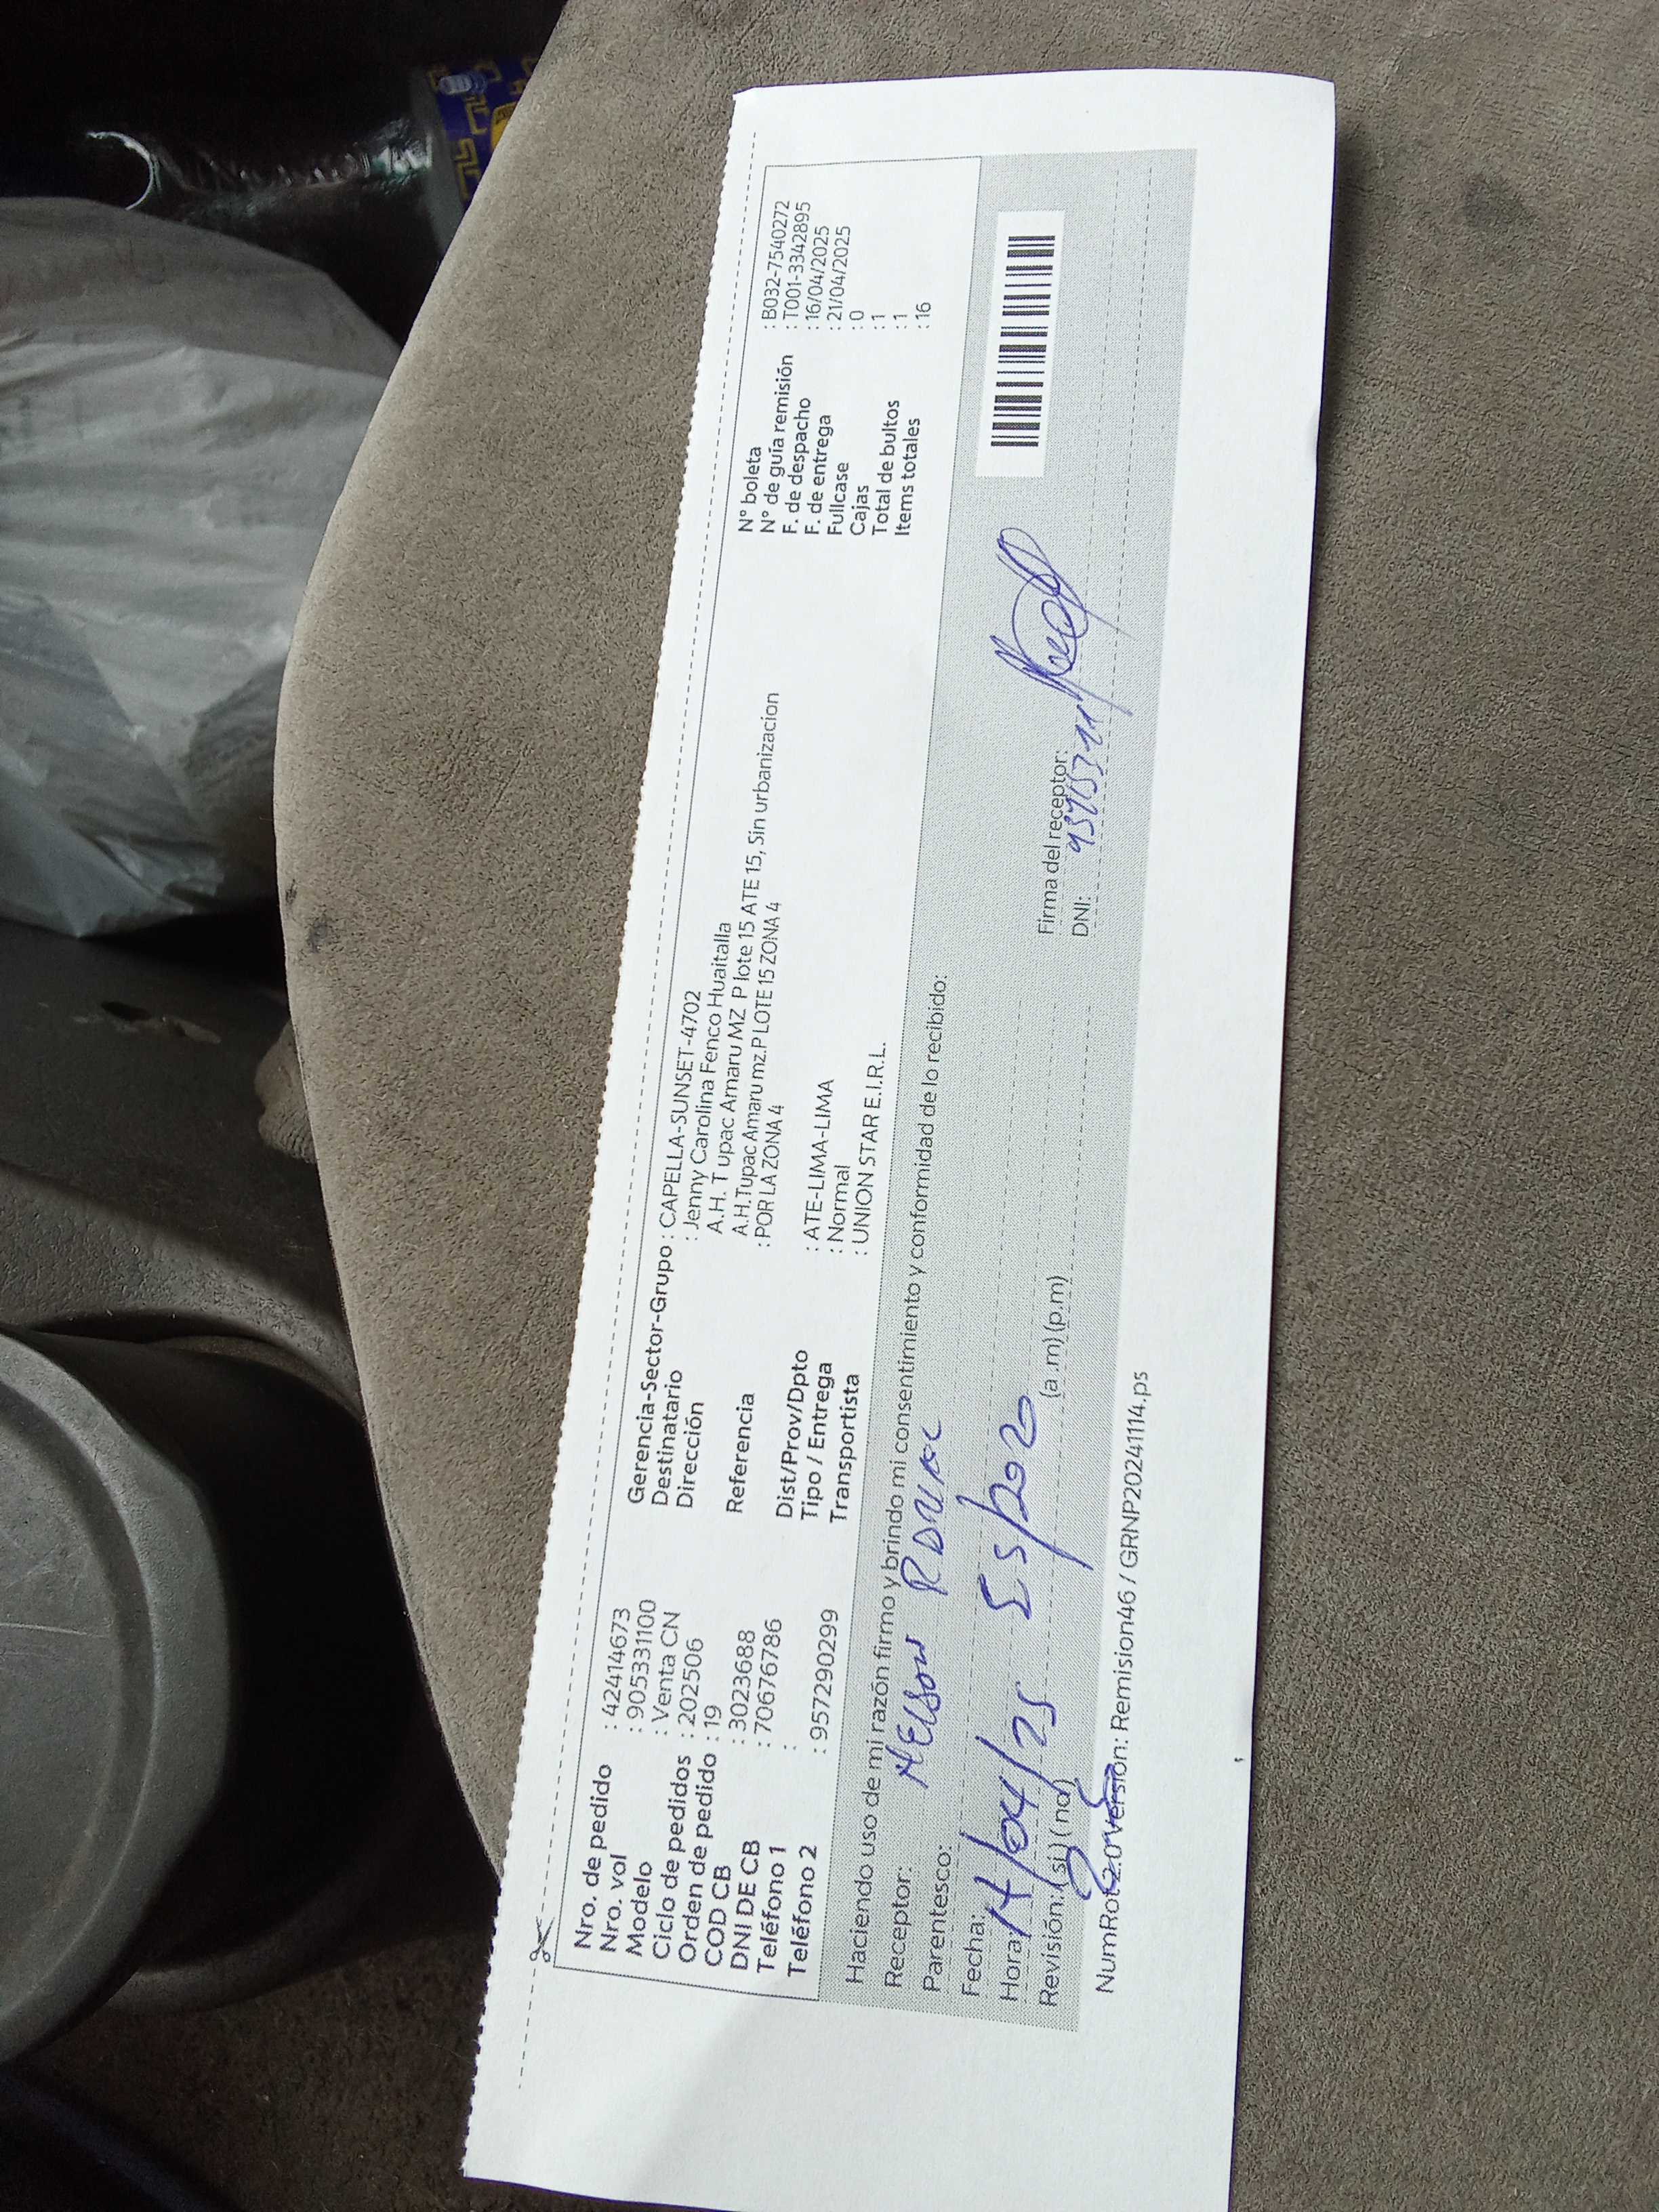 Nro. de pedido : 42414673
Nro. vol : 905331100
Modelo : Venta CN
Ciclo de pedidos : 202506
Orden de pedido : 19
COD CB : 3023688
DNI DE CB : 70676786
Teléfono 1 :
Teléfono 2 : 957290299
Gerencia-Sector-Grupo : CAPELLA-SUNSET-4702
Destinatario : Jenny Carolina Fenco Huaitalla
Dirección A.H. T upac Amaru MZ P lote 15 ATE 15, Sin urbanizacion
A.H.Tupac Amaru mz.P LOTE 15 ZONA 4
Referencia : POR LA ZONA 4
Dist/Prov/Dpto : ATE-LIMA-LIMA
Tipo / Entrega : Normal
Transportista : UNION STAR E.I.R.L.
N° boleta : B032-7540272
N° de guía remisión : T001-3342895
F. de despacho : 16/04/2025
F. de entrega : 21/04/2025
Fullcase : 0
Cajas : 1
Total de bultos : 1
Items totales : 16
Haciendo uso de mi razón firmo y brindo mi consentimiento y conformidad de lo recibido:
Receptor: NELSON
Parentesco:
Fecha: /04/25
Hora: (a.m) (p.m)
Revisión: (si) (no)
Firma del receptor:
DNI:
Versión: Remision46 / GRNP20241114.ps